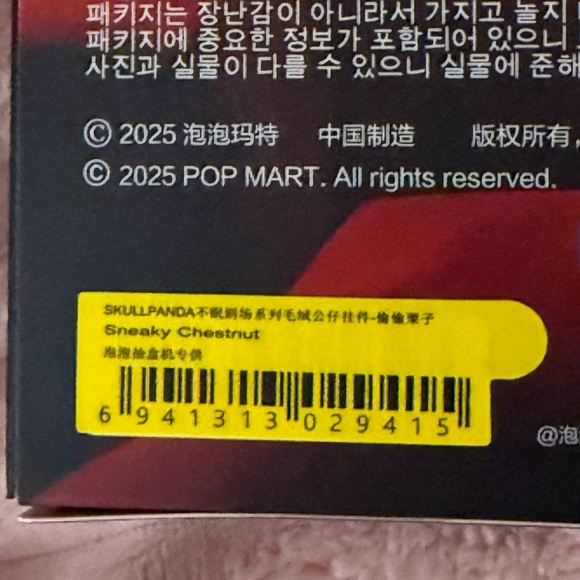 패키지는 장난감이 아니라서 가지고 놀지
패키지에 중요한 정보가 포함되어 있으니
사진과 실물이 다를 수 있으니 실물에 준해
© 2025 泡泡玛特 中国制造 版权所有，
© 2025 POP MART. All rights reserved.
SKULLPANDA不眠剧场系列毛绒公仔挂件-偷偷栗子
Sneaky Chestnut
泡泡抽盒机专供
6 941313 029415
@泡